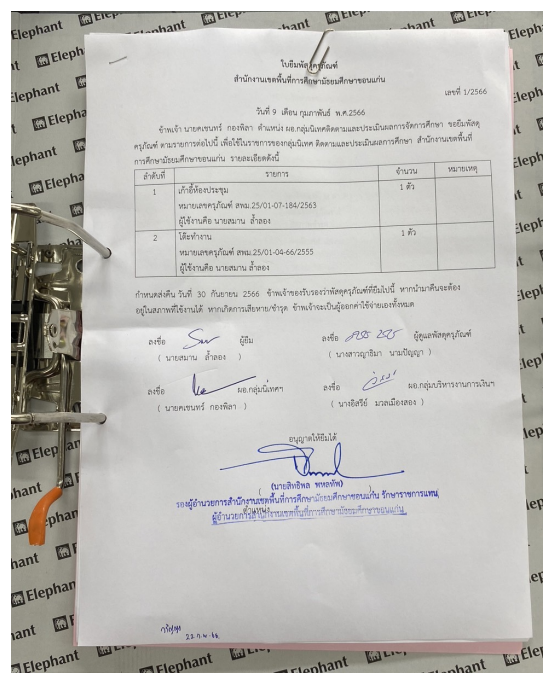 ใบยืมพัสดุครุภัณฑ์
สำนักงานเขตพื้นที่การศึกษามัธยมศึกษาขอนแก่น
เลขที่ 1/2566
วันที่ 9 เดือน กุมภาพันธ์ พ.ศ.2566
ข้าพเจ้า นายคเชนทร์ กองพิลา ตำแหน่ง ผอ.กลุ่มนิเทศติดตามและประเมินผลการจัดการศึกษา ขอยืมพัสดุ
ครุภัณฑ์ ตามรายการต่อไปนี้ เพื่อใช้ในราชการของกลุ่มนิเทศ ติดตามและประเมินผลการศึกษา สำนักงานเขตพื้นที่
การศึกษามัธยมศึกษาขอนแก่น รายละเอียดดังนี้
ลำดับที่ รายการ จำนวน หมายเหตุ
1 เก้าอี้ห้องประชุม 1 ตัว
หมายเลขครุภัณฑ์ สพม.25/01-07-184/2563
ผู้ใช้งานคือ นายสมาน ล้ำลอง
2 โต๊ะทำงาน 1 ตัว
หมายเลขครุภัณฑ์ สพม.25/01-04-66/2555
ผู้ใช้งานคือ นายสมาน ล้ำลอง
กำหนดส่งคืน วันที่ 30 กันยายน 2566 ข้าพเจ้าขอรับรองว่าพัสดุครุภัณฑ์ที่ยืมไปนี้ หากนำมาคืนจะต้อง
อยู่ในสภาพที่ใช้งานได้ หากเกิดการเสียหาย/ชำรุด ข้าพเจ้าจะเป็นผู้ออกค่าใช้จ่ายเองทั้งหมด
ลงชื่อ ผู้ยืม ลงชื่อ ผู้ดูแลพัสดุครุภัณฑ์
( นายสมาน ล้ำลอง ) ( นางสาวญาธิมา นามปัญญา )
ลงชื่อ ผอ.กลุ่มนิเทศฯ ลงชื่อ ผอ.กลุ่มบริหารงานการเงินฯ
( นายคเชนทร์ กองพิลา ) ( นางอิสรีย์ มวลเมืองสอง )
อนุญาตให้ยืมได้
(นายสิทธิพล พหลทัพ)
รองผู้อำนวยการสำนักงานเขตพื้นที่การศึกษามัธยมศึกษาขอนแก่น รักษาราชการแทน
ตำแหน่ง
ผู้อำนวยการสำนักงานเขตพื้นที่การศึกษามัธยมศึกษาขอนแก่น
22 ก.พ. 66
Elephant